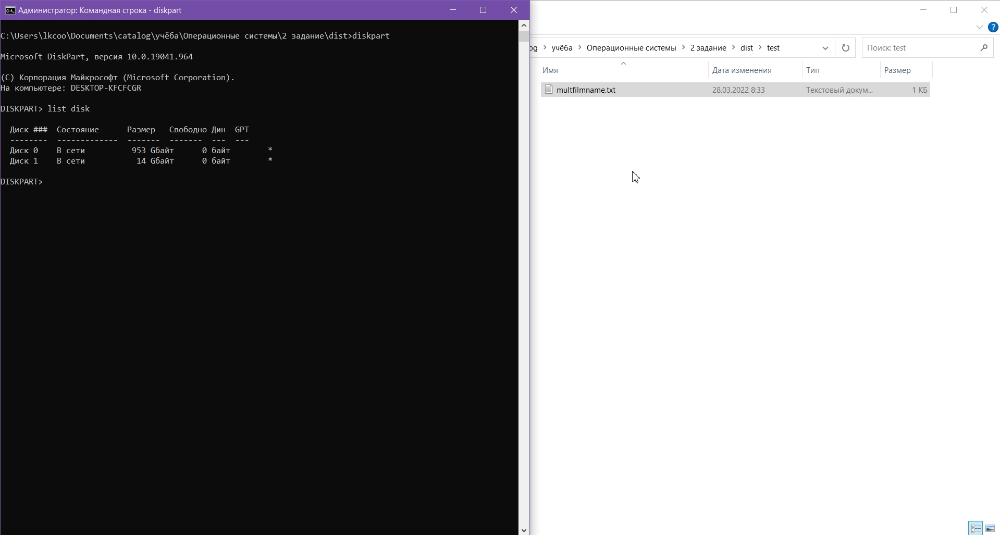 Администратор: Командная строка - diskpart
C:\Users\lkcoo\Documents\catalog\учёба\Операционные системы\2 задание\dist>diskpart
Microsoft DiskPart, версия 10.0.19041.964
(C) Корпорация Майкрософт (Microsoft Corporation).
На компьютере: DESKTOP-KFCFCGR
DISKPART> list disk
Диск ### Состояние Размер Свободно Дин GPT
-------- ------------- ------- ------- --- ---
Диск 0 В сети 953 Gбайт 0 байт *
Диск 1 В сети 14 Gбайт 0 байт *
DISKPART>
?
og > учёба > Операционные системы > 2 задание > dist > test
Поиск: test
Имя Дата изменения Тип Размер
multfilmname.txt 28.03.2022 8:33 Текстовый докум... 1 КБ